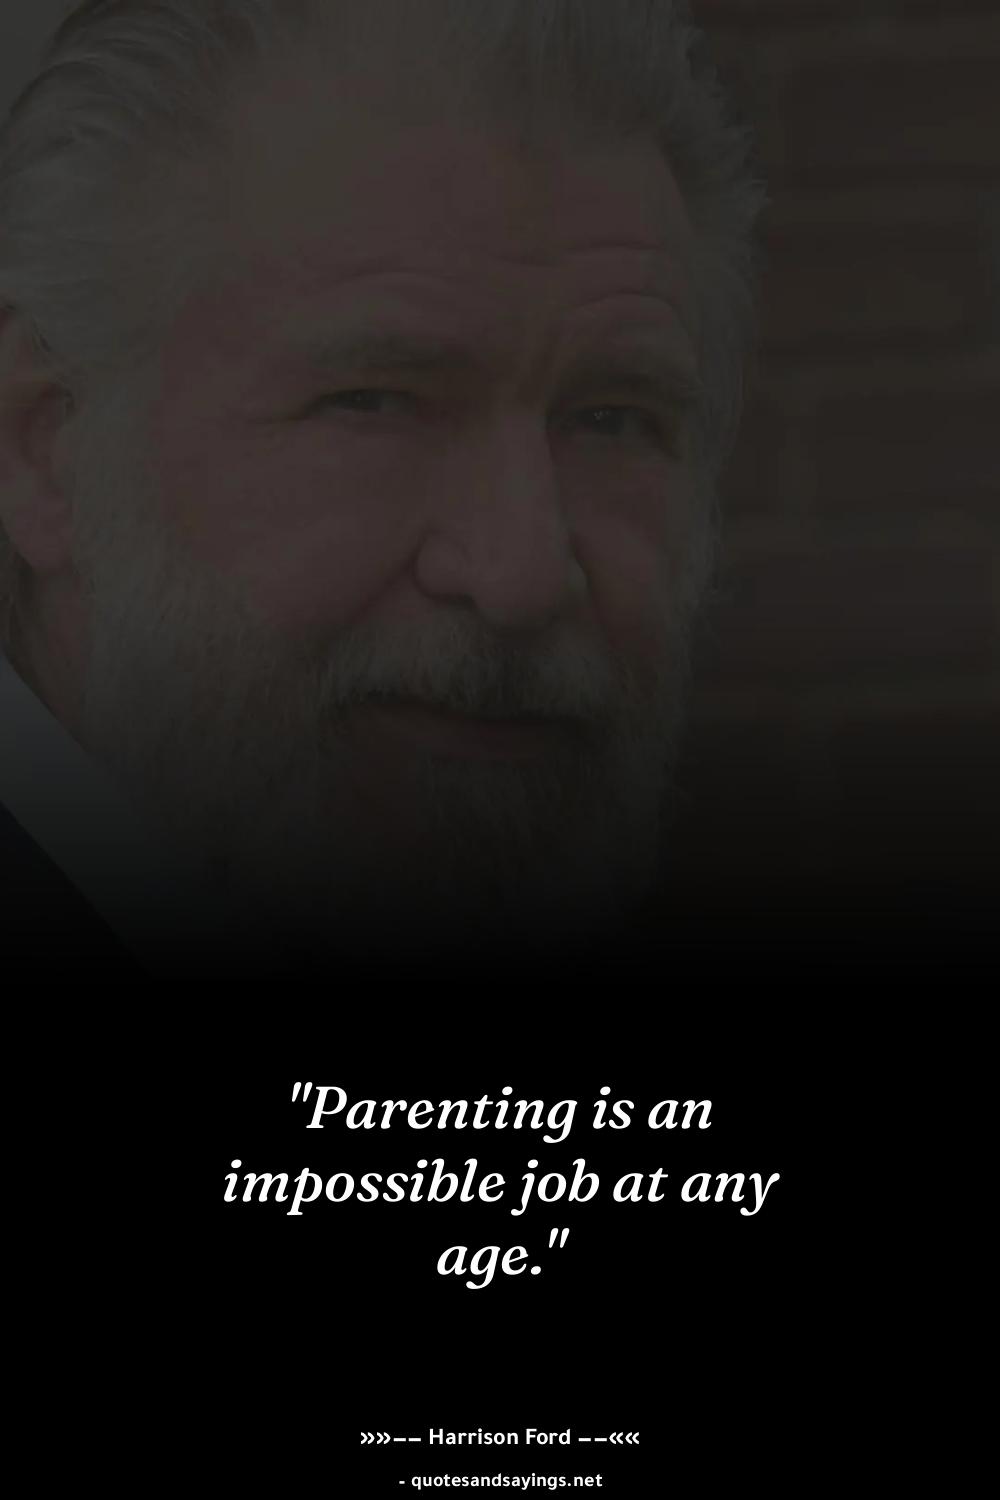 "Parenting is an
impossible job at any
age."
»»–– Harrison Ford ––««
- quotesandsayings.net